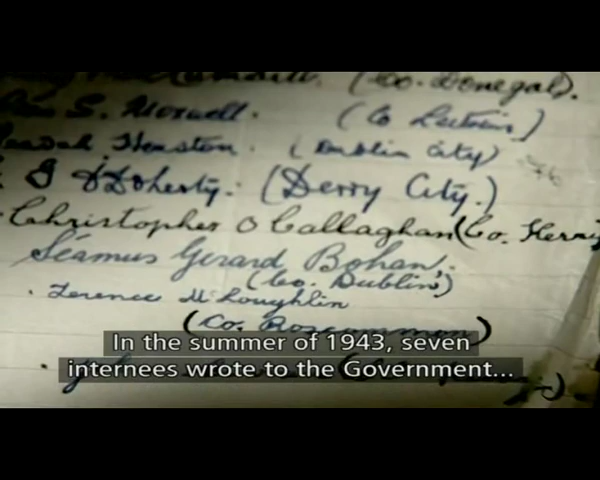 (Co. Donegal).
S. Maxwell. (Co Leitrim)
Houston. (Dublin City)
O'Doherty. (Derry City.)
Christopher O Callaghan (Co. Kerry
Séamus Gerard Bohan,
(Co. Dublin.)
Terence McLoughlin
(Co. Roscommon)
In the summer of 1943, seven
internees wrote to the Government...